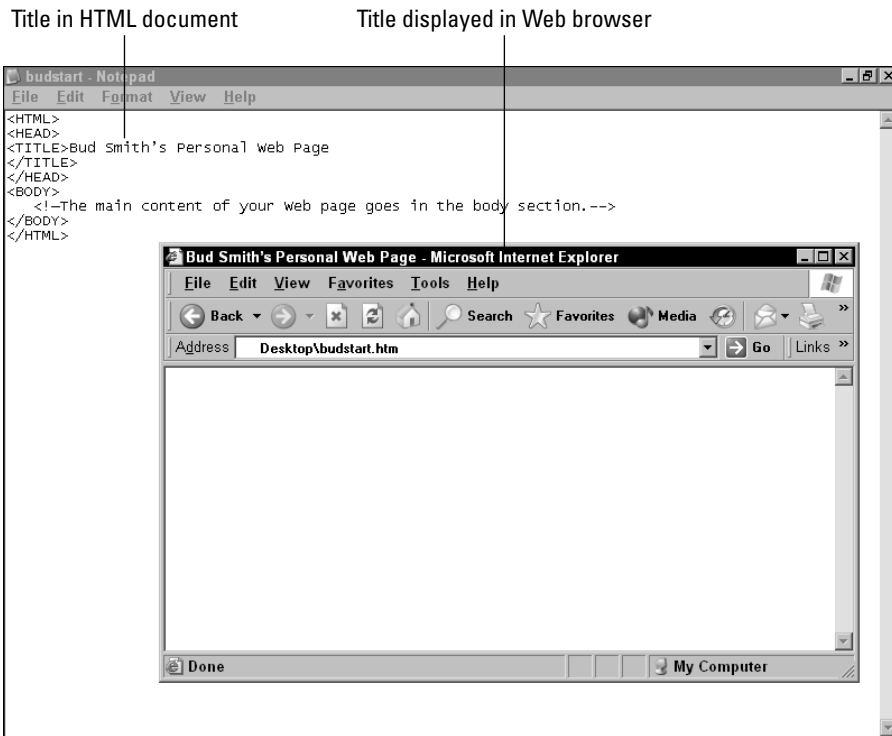 Title in HTML document
Title displayed in Web browser
budstart - Notepad
File Edit Format View Help
<HTML>
<HEAD>
<TITLE>Bud Smith's Personal Web Page
</TITLE>
</HEAD>
<BODY>
<!—The main content of your web page goes in the body section.-->
</BODY>
</HTML>
Bud Smith's Personal Web Page - Microsoft Internet Explorer
File Edit View Favorites Tools Help
Back Search Favorites Media »
Address Desktop\budstart.htm Go Links »
Done My Computer